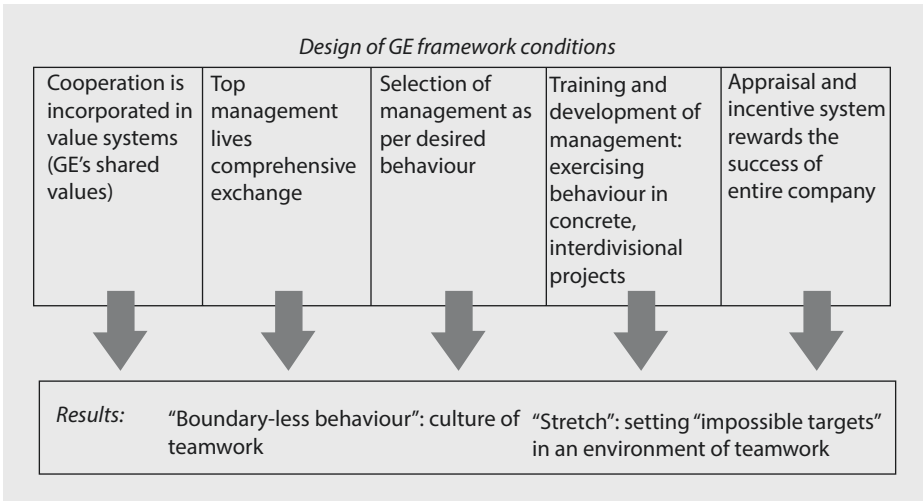 Design of GE framework conditions
Cooperation is
incorporated in
value systems
(GE's shared
values)
Top
management
lives
comprehensive
exchange
Selection of
management as
per desired
behaviour
Training and
development of
management:
exercising
behaviour in
concrete,
interdivisional
projects
Appraisal and
incentive system
rewards the
success of
entire company
Results:
“Boundary-less behaviour”: culture of
teamwork
“Stretch”: setting “impossible targets”
in an environment of teamwork